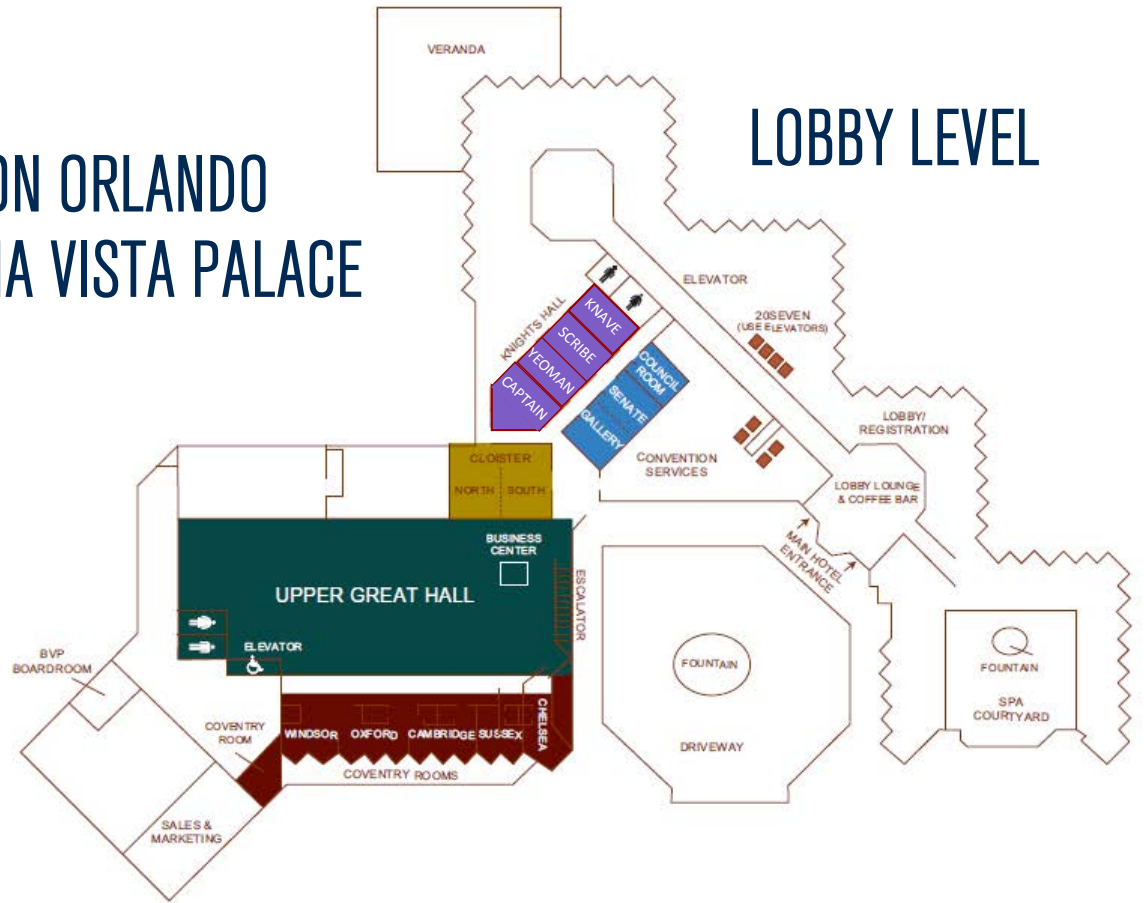 VERANDA
LOBBY LEVEL
ON ORLANDO
NA VISTA PALACE
ELEVATOR
KNIGHTS HALL
KNAVE
SCRIBE
YEOMAN
CAPTAIN
20SEVEN
(USE ELEVATORS)
COUNCIL
ROOM
SENATE
GALLERY
LOBBY/
REGISTRATION
CONVENTION
SERVICES
CLOISTER
NORTH
SOUTH
LOBBY LOUNGE
& COFFEE BAR
MAIN HOTEL
ENTRANCE
BUSINESS
CENTER
ESCALATOR
UPPER GREAT HALL
ELEVATOR
BVP
BOARDROOM
FOUNTAIN
FOUNTAIN
SPA
COURTYARD
COVENTRY
ROOM
WINDSOR
OXFORD
CAMBRIDGE
SUSSEX
CHELSEA
DRIVEWAY
COVENTRY ROOMS
SALES &
MARKETING